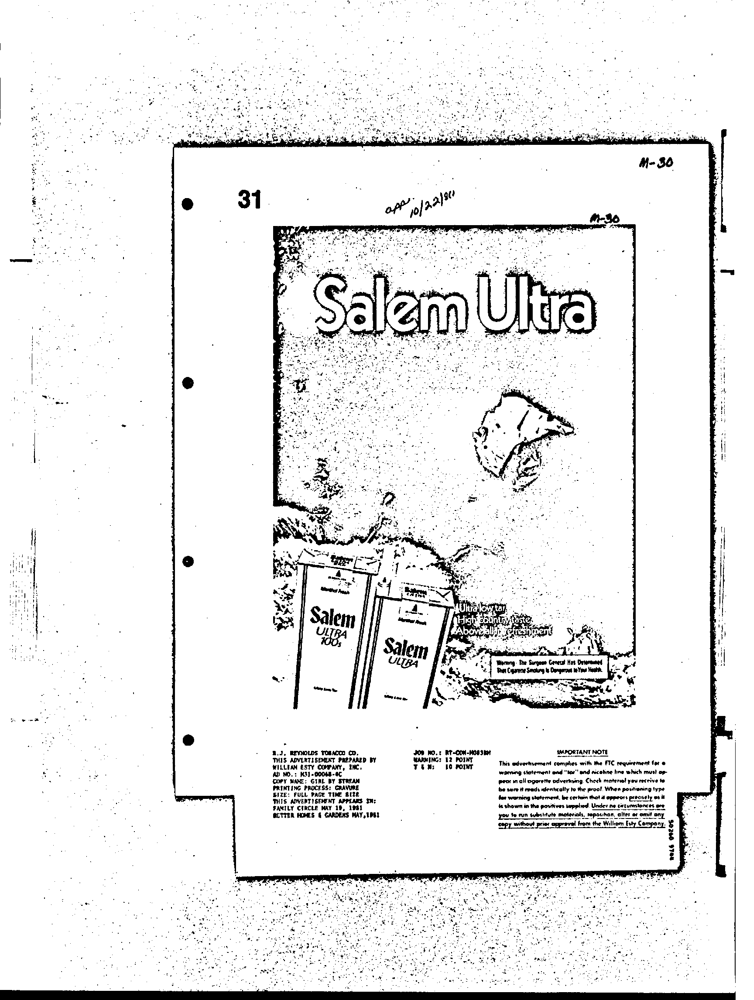 M-30
31
app. 10/22/80
M-30
Salem Ultra
Menthol Fresh
Salem
ULTRA
100s
Menthol Fresh
Salem
ULTRA
Ultra low tar.
High country taste.
Above all, refreshment.
Warning: The Surgeon General Has Determined
That Cigarette Smoking Is Dangerous to Your Health.
R.J. REYNOLDS TOBACCO CO.
THIS ADVERTISEMENT PREPARED BY
WILLIAM ESTY COMPANY, INC.
AD NO.: M31-00068-4C
COPY NAME: GIRL BY STREAM
PRINTING PROCESS: GRAVURE
SIZE: FULL PAGE TIME SIZE
THIS ADVERTISEMENT APPEARS IN:
FAMILY CIRCLE MAY 19, 1981
BETTER HOMES & GARDENS MAY, 1981
JOB NO.:
WARNING: 12 POINT
T & N: 10 POINT
IMPORTANT NOTE
This advertisement complies with the FTC requirement for a
warning statement and "tar" and nicotine line which must ap-
pear in all cigarette advertising. Check material you receive to
be sure it reads identically to the proof. When positioning type
for warning statement, be certain that it appears precisely as it
is shown in the positives supplied. Under no circumstances are
you to run substitute materials, reposition, alter or omit any
copy without prior approval from the William Esty Company.